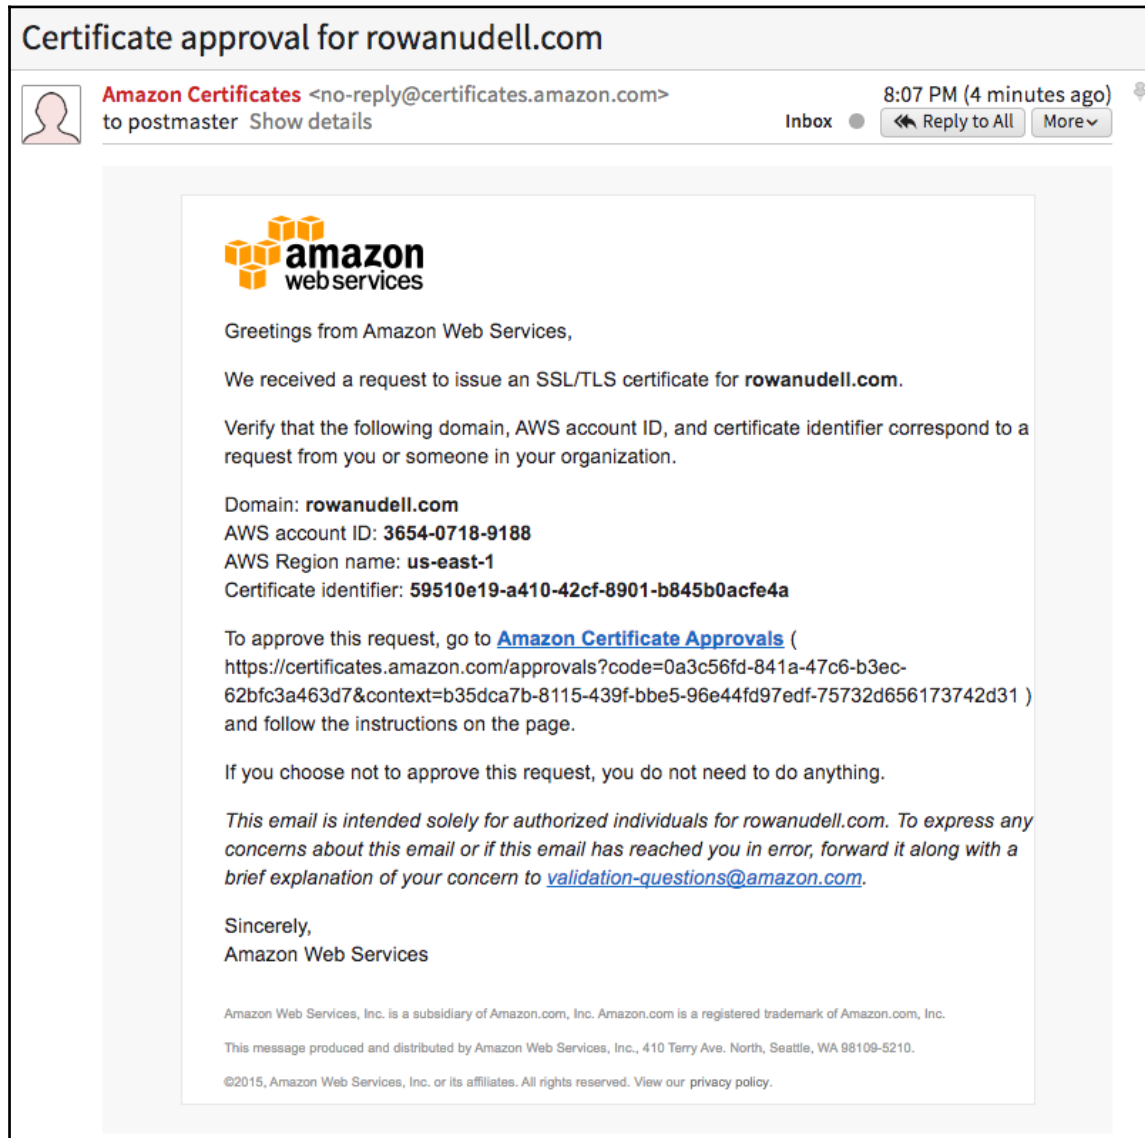 Certificate approval for rowanudell.com
Amazon Certificates <no-reply@certificates.amazon.com>
8:07 PM (4 minutes ago)
to postmaster Show details
Inbox
Reply to All
More
amazon
web services
Greetings from Amazon Web Services,
We received a request to issue an SSL/TLS certificate for rowanudell.com.
Verify that the following domain, AWS account ID, and certificate identifier correspond to a
request from you or someone in your organization.
Domain: rowanudell.com
AWS account ID: 3654-0718-9188
AWS Region name: us-east-1
Certificate identifier: 59510e19-a410-42cf-8901-b845b0acfe4a
To approve this request, go to Amazon Certificate Approvals (
https://certificates.amazon.com/approvals?code=0a3c56fd-841a-47c6-b3ec-
62bfc3a463d7&context=b35dca7b-8115-439f-bbe5-96e44fd97edf-75732d656173742d31 )
and follow the instructions on the page.
If you choose not to approve this request, you do not need to do anything.
This email is intended solely for authorized individuals for rowanudell.com. To express any
concerns about this email or if this email has reached you in error, forward it along with a
brief explanation of your concern to validation-questions@amazon.com.
Sincerely,
Amazon Web Services
Amazon Web Services, Inc. is a subsidiary of Amazon.com, Inc. Amazon.com is a registered trademark of Amazon.com, Inc.
This message produced and distributed by Amazon Web Services, Inc., 410 Terry Ave. North, Seattle, WA 98109-5210.
©2015, Amazon Web Services, Inc. or its affiliates. All rights reserved. View our privacy policy.